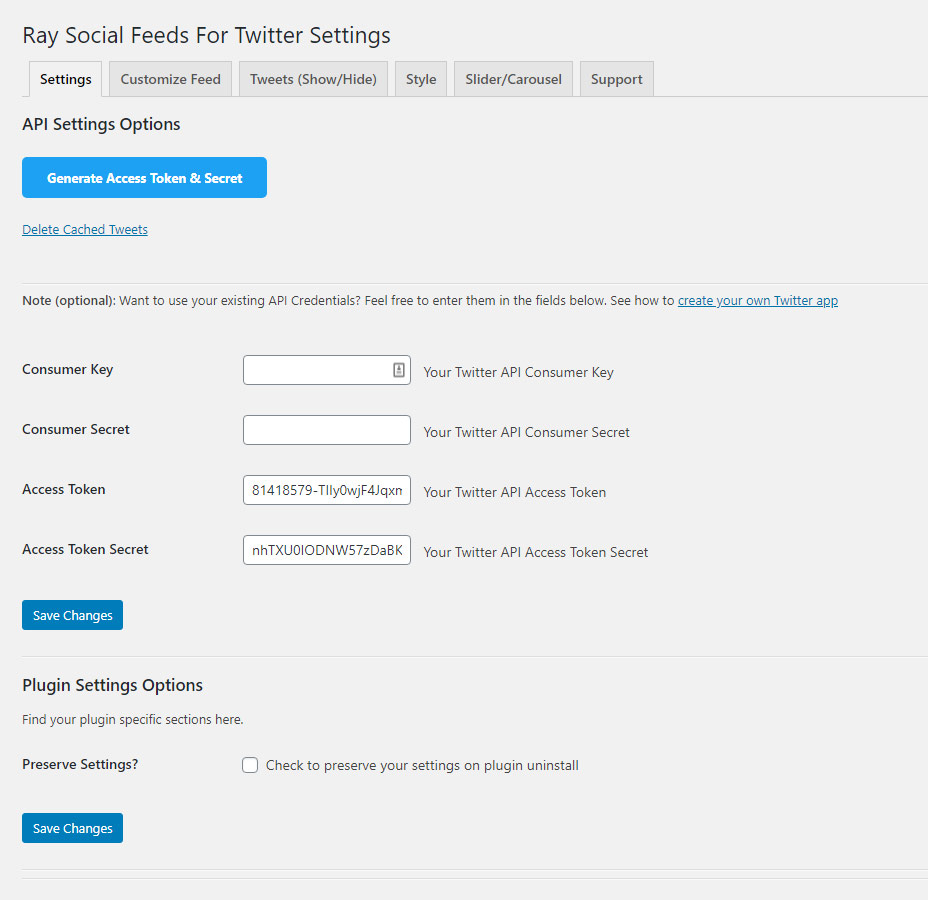 Ray Social Feeds For Twitter Settings
Settings Customize Feed Tweets (Show/Hide) Style Slider/Carousel Support
API Settings Options
Generate Access Token & Secret
Delete Cached Tweets
Note (optional): Want to use your existing API Credentials? Feel free to enter them in the fields below. See how to create your own Twitter app
Consumer Key Your Twitter API Consumer Key
Consumer Secret Your Twitter API Consumer Secret
Access Token Your Twitter API Access Token
Access Token Secret Your Twitter API Access Token Secret
Save Changes
Plugin Settings Options
Find your plugin specific sections here.
Preserve Settings? Check to preserve your settings on plugin uninstall
Save Changes